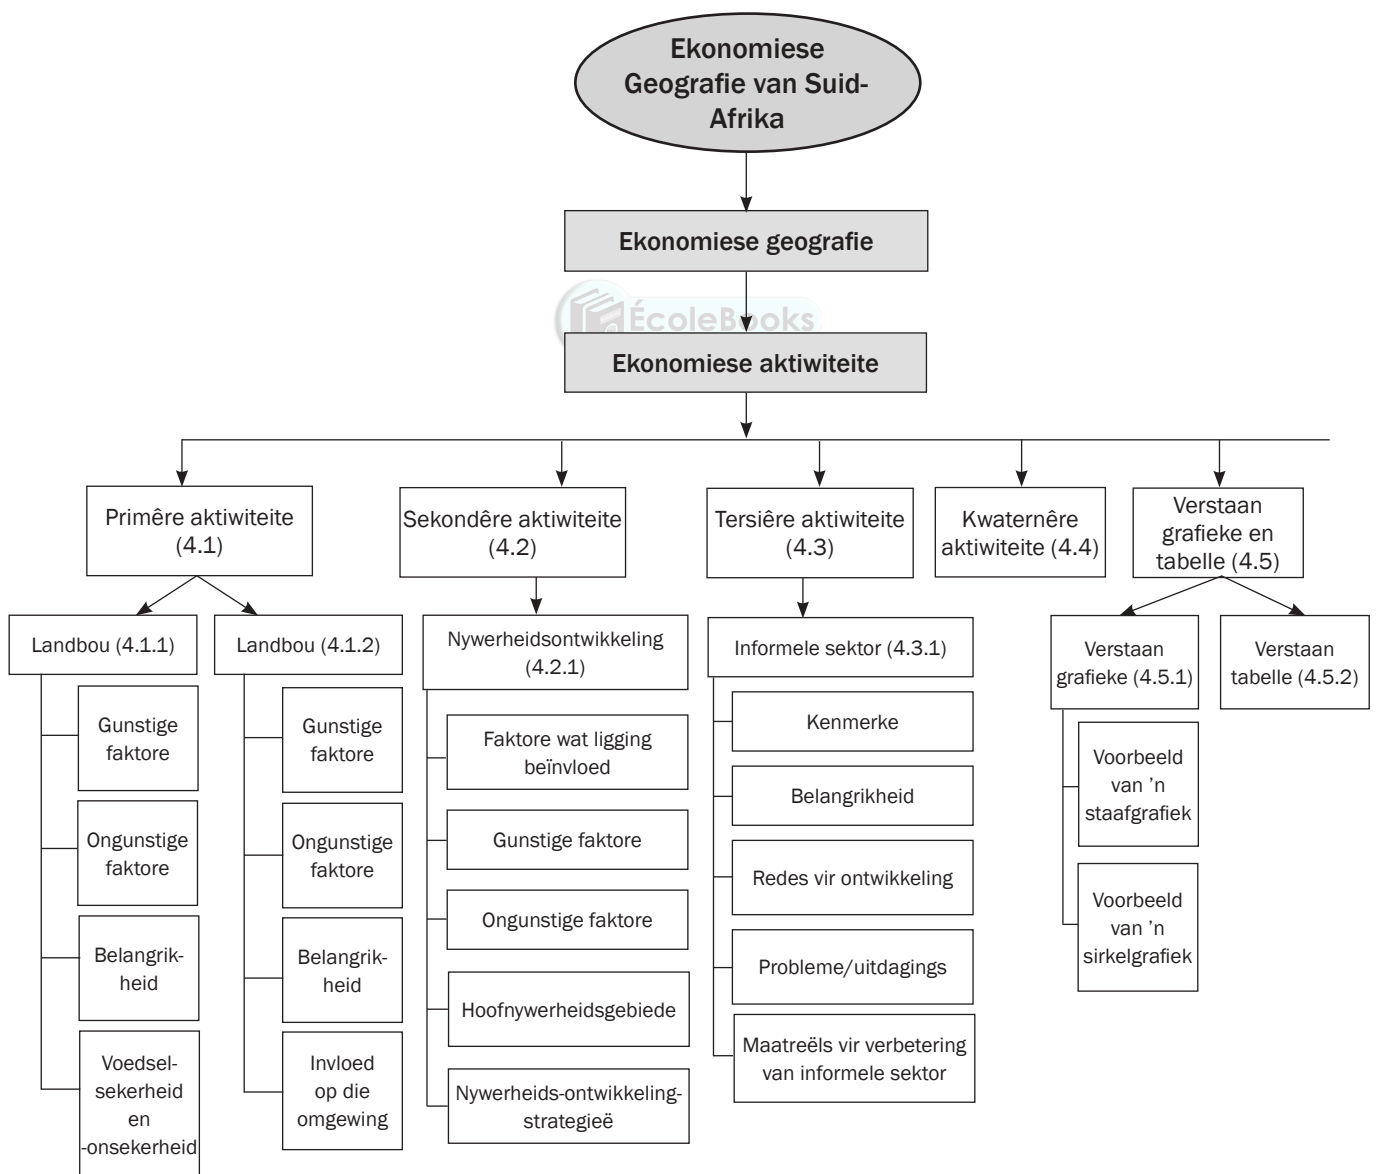 Ekonomiese
Geografie van Suid-
Afrika
Ekonomiese geografie
ÉcoleBooks
Ekonomiese aktiwiteite
Primêre aktiwiteite
(4.1)
Sekondêre aktiwiteite
(4.2)
Tersiêre aktiwiteite
(4.3)
Kwaternêre
aktiwiteite (4.4)
Verstaan
grafieke en
tabelle (4.5)
Landbou (4.1.1)
Gunstige
faktore
Ongunstige
faktore
Belangrik-
heid
Voedsel-
sekerheid
en
-onsekerheid
Landbou (4.1.2)
Gunstige
faktore
Ongunstige
faktore
Belangrik-
heid
Invloed
op die
omgewing
Nywerheidsontwikkeling
(4.2.1)
Faktore wat ligging
beïnvloed
Gunstige faktore
Ongunstige faktore
Hoofnywerheidsgebiede
Nywerheids-ontwikkeling-
strategieë
Informele sektor (4.3.1)
Kenmerke
Belangrikheid
Redes vir ontwikkeling
Probleme/uitdagings
Maatreëls vir verbetering
van informele sektor
Verstaan
grafieke (4.5.1)
Voorbeeld
van ’n
staafgrafiek
Voorbeeld
van ’n
sirkelgrafiek
Verstaan
tabelle (4.5.2)